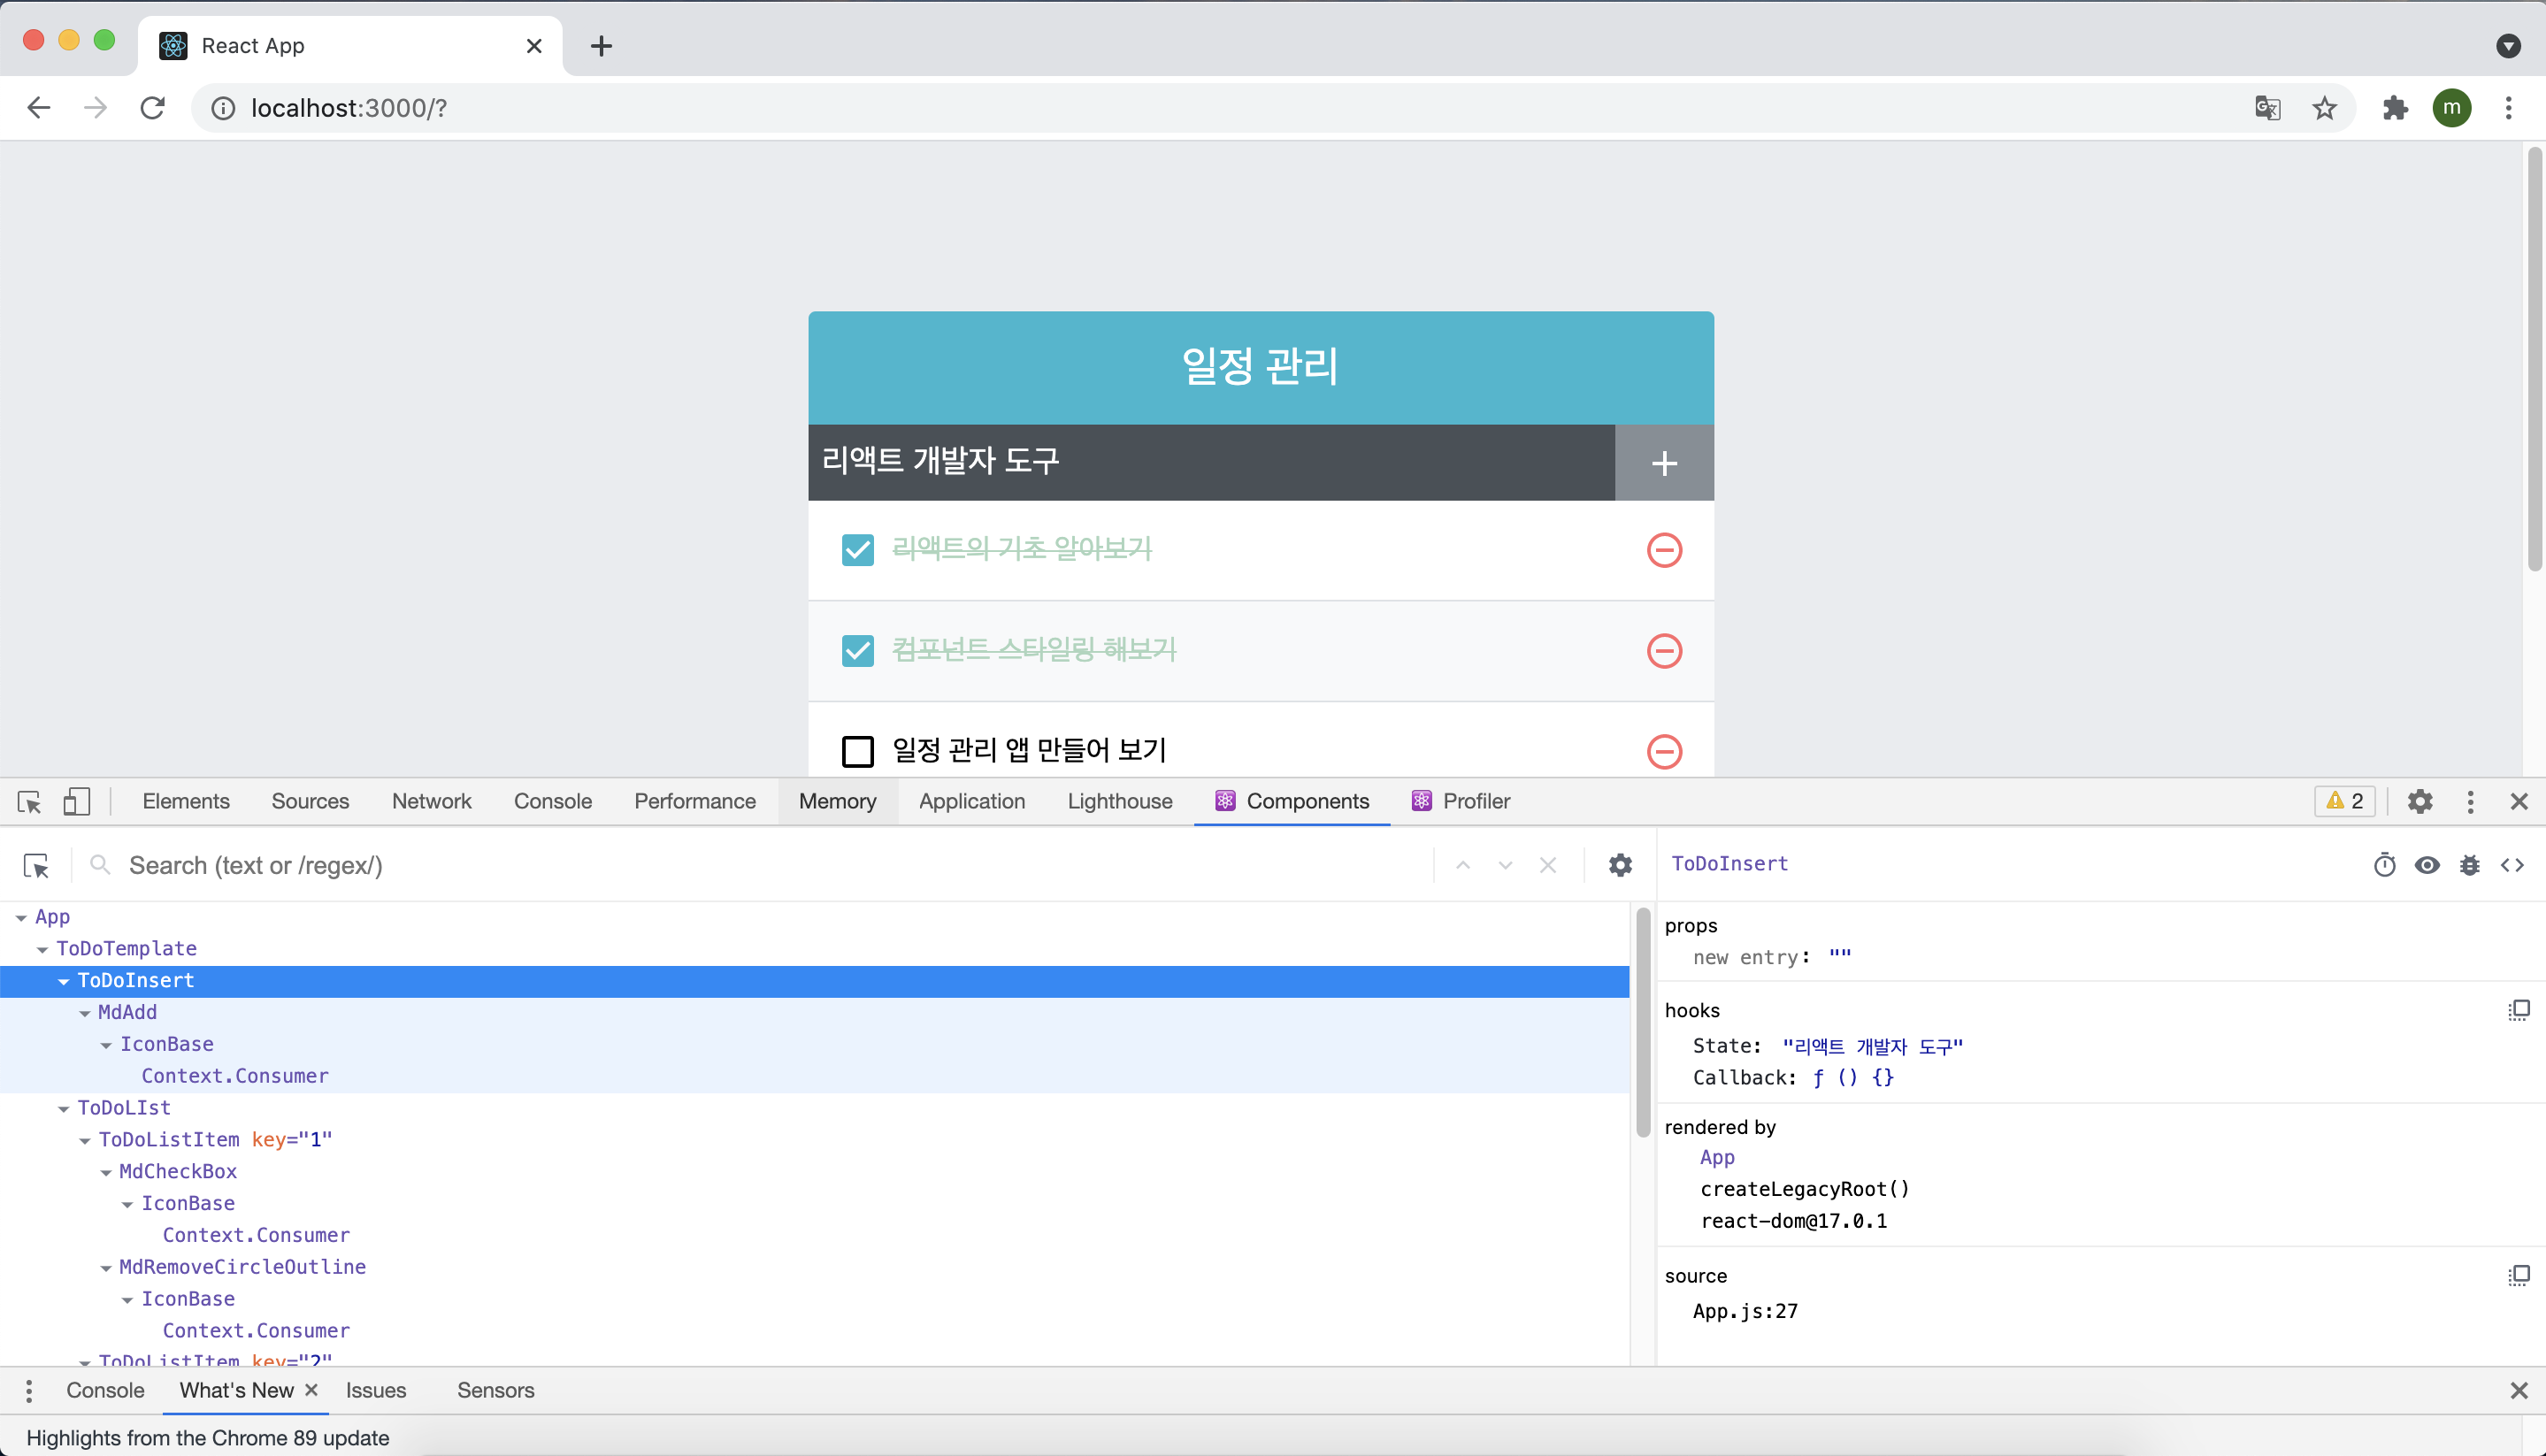 React App
localhost:3000/?
m
일정 관리
리액트 개발자 도구
리액트의 기초 알아보기
컴포넌트 스타일링 해보기
일정 관리 앱 만들어 보기
Elements Sources Network Console Performance Memory Application Lighthouse Components Profiler 2
Search (text or /regex/)
App
ToDoTemplate
ToDoInsert
MdAdd
IconBase
Context.Consumer
ToDoLIst
ToDoListItem key="1"
MdCheckBox
IconBase
Context.Consumer
MdRemoveCircleOutline
IconBase
Context.Consumer
ToDoListItem key="2"
ToDoInsert
props
new entry: ""
hooks
State: "리액트 개발자 도구"
Callback: ƒ () {}
rendered by
App
createLegacyRoot()
react-dom@17.0.1
source
App.js:27
Console What's New Issues Sensors
Highlights from the Chrome 89 update